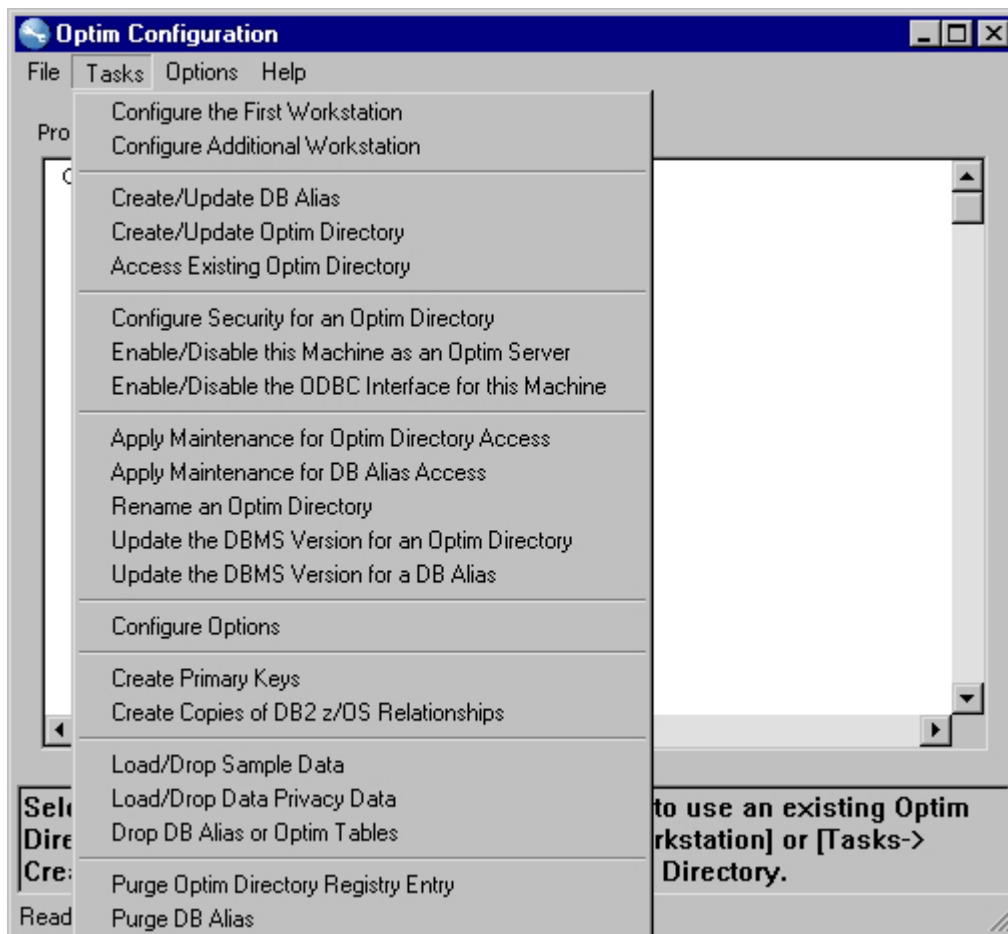 Optim Configuration
File Tasks Options Help
Configure the First Workstation
Configure Additional Workstation
Create/Update DB Alias
Create/Update Optim Directory
Access Existing Optim Directory
Configure Security for an Optim Directory
Enable/Disable this Machine as an Optim Server
Enable/Disable the ODBC Interface for this Machine
Apply Maintenance for Optim Directory Access
Apply Maintenance for DB Alias Access
Rename an Optim Directory
Update the DBMS Version for an Optim Directory
Update the DBMS Version for a DB Alias
Configure Options
Create Primary Keys
Create Copies of DB2 z/OS Relationships
Load/Drop Sample Data
Load/Drop Data Privacy Data
Drop DB Alias or Optim Tables
Purge Optim Directory Registry Entry
Purge DB Alias
Pro
Sele to use an existing Optim
Dire rkstation] or [Tasks->
Crea Directory.
Read